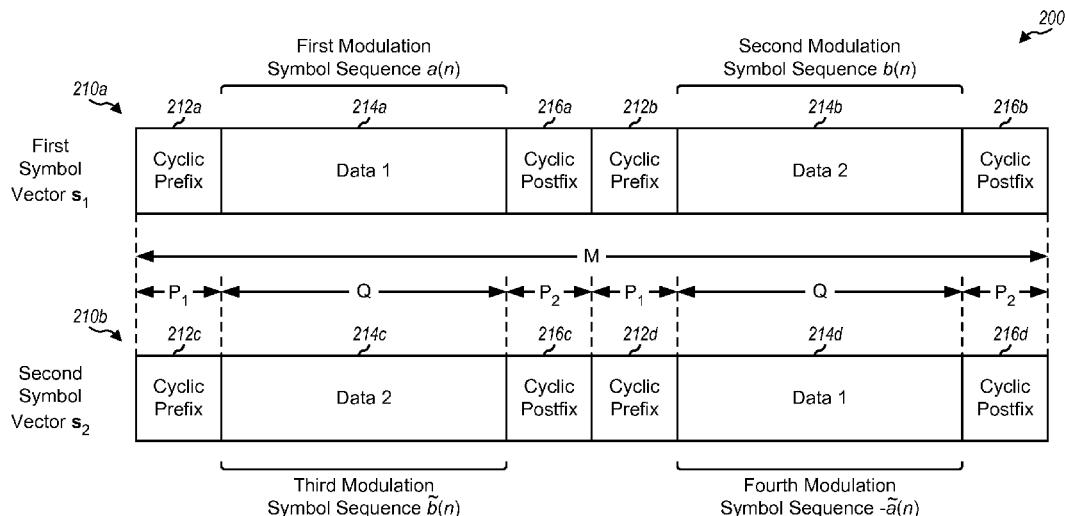 200
First Modulation
Symbol Sequence a(n)
Second Modulation
Symbol Sequence b(n)
210a
212a
214a
216a
212b
214b
216b
First
Symbol
Vector s₁
Cyclic
Prefix
Data 1
Cyclic
Postfix
Cyclic
Prefix
Data 2
Cyclic
Postfix
M
P₁
Q
P₂
P₁
Q
P₂
210b
212c
214c
216c
212d
214d
216d
Second
Symbol
Vector s₂
Cyclic
Prefix
Data 2
Cyclic
Postfix
Cyclic
Prefix
Data 1
Cyclic
Postfix
Third Modulation
Symbol Sequence b̃(n)
Fourth Modulation
Symbol Sequence -ã(n)